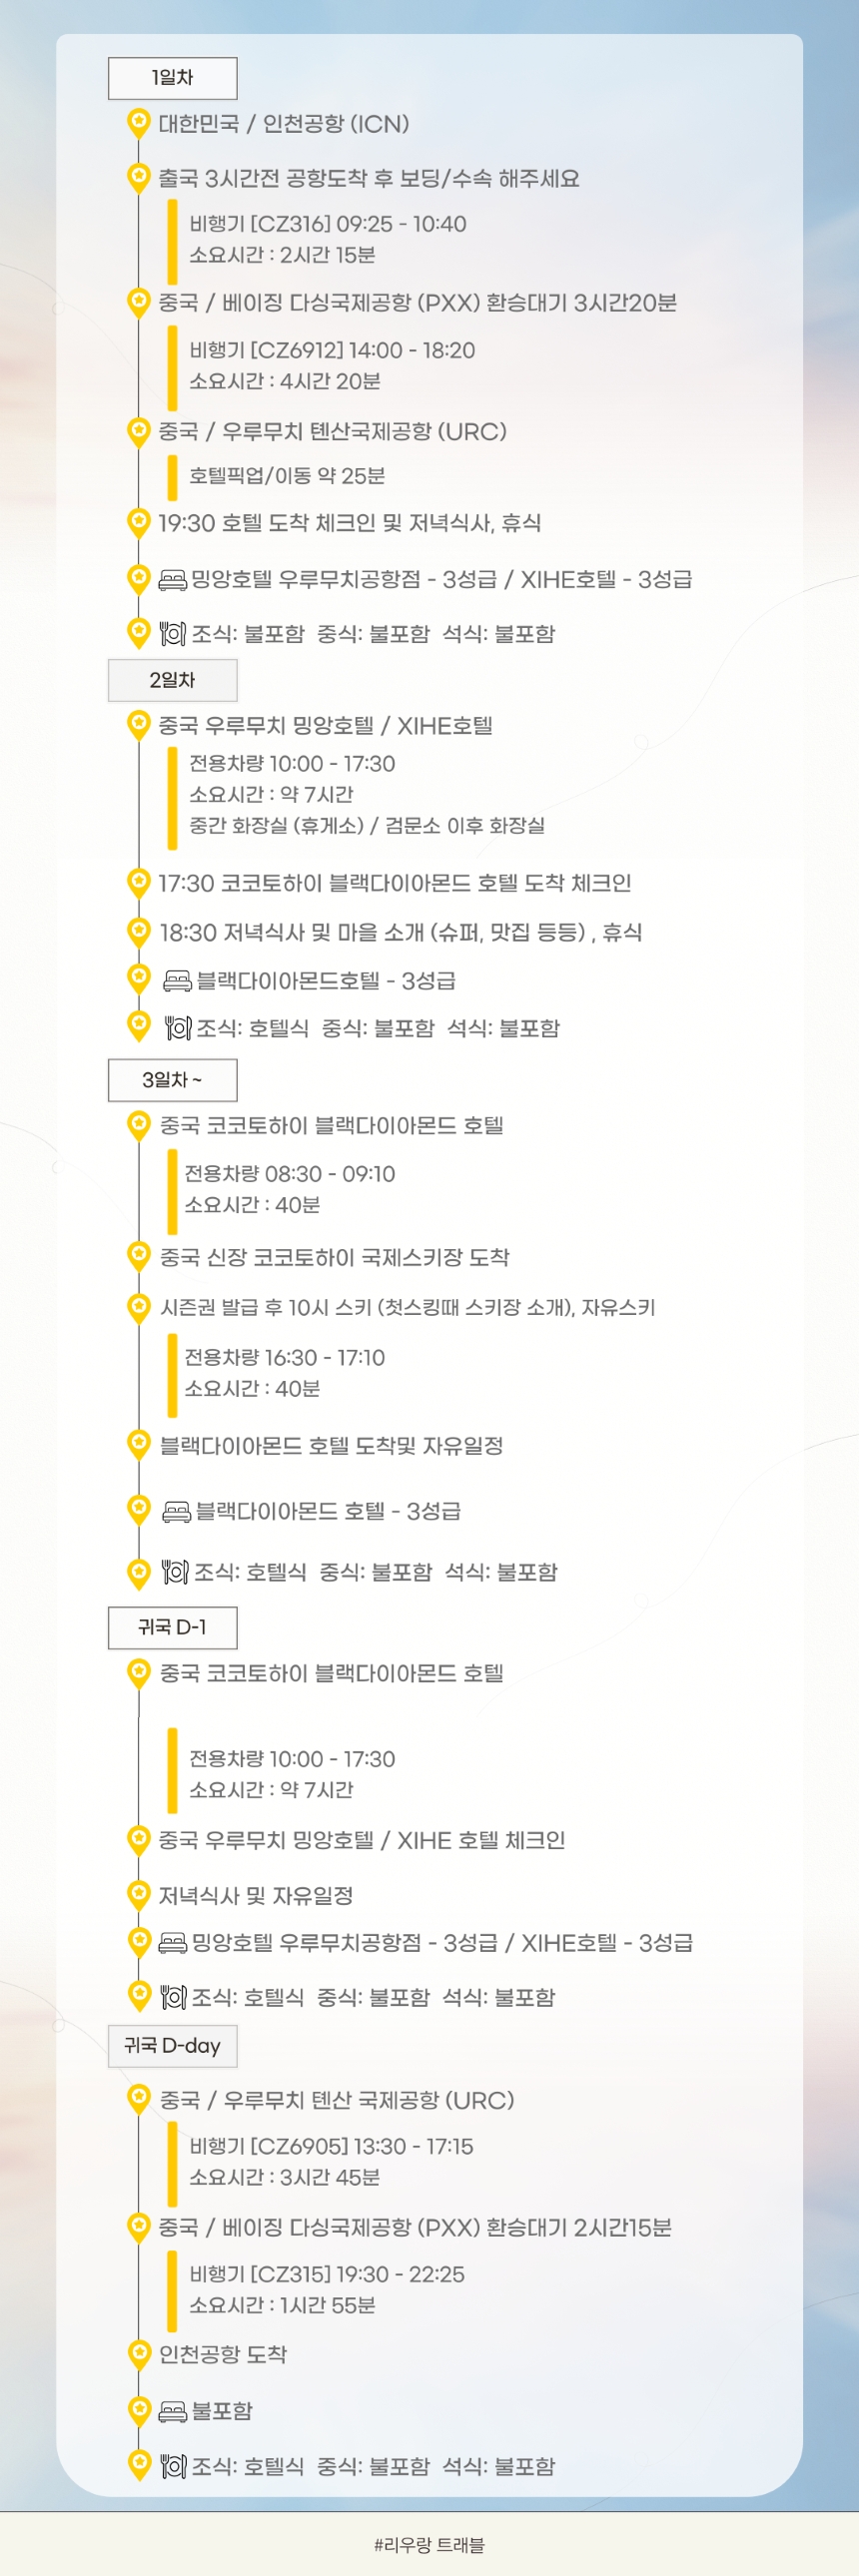 1일차
대한민국 / 인천공항 (ICN)
출국 3시간전 공항도착 후 보딩/수속 해주세요
비행기 [CZ316] 09:25 - 10:40
소요시간 : 2시간 15분
중국 / 베이징 다싱국제공항 (PXX) 환승대기 3시간20분
비행기 [CZ6912] 14:00 - 18:20
소요시간 : 4시간 20분
중국 / 우루무치 톈산국제공항 (URC)
호텔픽업/이동 약 25분
19:30 호텔 도착 체크인 및 저녁식사, 휴식
밍앙호텔 우루무치공항점 - 3성급 / XIHE호텔 - 3성급
조식: 불포함 중식: 불포함 석식: 불포함
2일차
중국 우루무치 밍앙호텔 / XIHE호텔
전용차량 10:00 - 17:30
소요시간 : 약 7시간
중간 화장실 (휴게소) / 검문소 이후 화장실
17:30 코코토하이 블랙다이아몬드 호텔 도착 체크인
18:30 저녁식사 및 마을 소개 (슈퍼, 맛집 등등) , 휴식
블랙다이아몬드호텔 - 3성급
조식: 호텔식 중식: 불포함 석식: 불포함
3일차 ~
중국 코코토하이 블랙다이아몬드 호텔
전용차량 08:30 - 09:10
소요시간 : 40분
중국 신장 코코토하이 국제스키장 도착
시즌권 발급 후 10시 스키 (첫스킹때 스키장 소개), 자유스키
전용차량 16:30 - 17:10
소요시간 : 40분
블랙다이아몬드 호텔 도착및 자유일정
블랙다이아몬드 호텔 - 3성급
조식: 호텔식 중식: 불포함 석식: 불포함
귀국 D-1
중국 코코토하이 블랙다이아몬드 호텔
전용차량 10:00 - 17:30
소요시간 : 약 7시간
중국 우루무치 밍앙호텔 / XIHE 호텔 체크인
저녁식사 및 자유일정
밍앙호텔 우루무치공항점 - 3성급 / XIHE호텔 - 3성급
조식: 호텔식 중식: 불포함 석식: 불포함
귀국 D-day
중국 / 우루무치 톈산 국제공항 (URC)
비행기 [CZ6905] 13:30 - 17:15
소요시간 : 3시간 45분
중국 / 베이징 다싱국제공항 (PXX) 환승대기 2시간15분
비행기 [CZ315] 19:30 - 22:25
소요시간 : 1시간 55분
인천공항 도착
불포함
조식: 호텔식 중식: 불포함 석식: 불포함
#리우랑 트래블